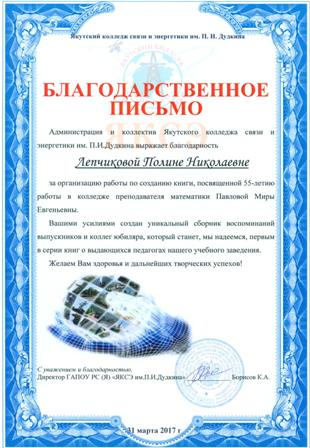 Якутский колледж связи и энергетики им. П. И. Дудкина
БЛАГОДАРСТВЕННОЕ
ПИСЬМО
Администрация и коллектив Якутского колледжа связи и
энергетики им. П.И.Дудкина выражает благодарность
Лепчиковой Полине Николаевне
за организацию работы по созданию книги, посвященной 55-летию
работы в колледже преподавателя математики Павловой Миры
Евгеньевны.
Вашими усилиями создан уникальный сборник воспоминаний
выпускников и коллег юбиляра, который станет, мы надеемся, первым
в серии книг о выдающихся педагогах нашего учебного заведения.
Желаем Вам здоровья и дальнейших творческих успехов!
С уважением и благодарностью,
Директор ГАПОУ РС (Я) «ЯКСЭ им.П.И.Дудкина» Борисов К.А.
31 марта 2017 г.